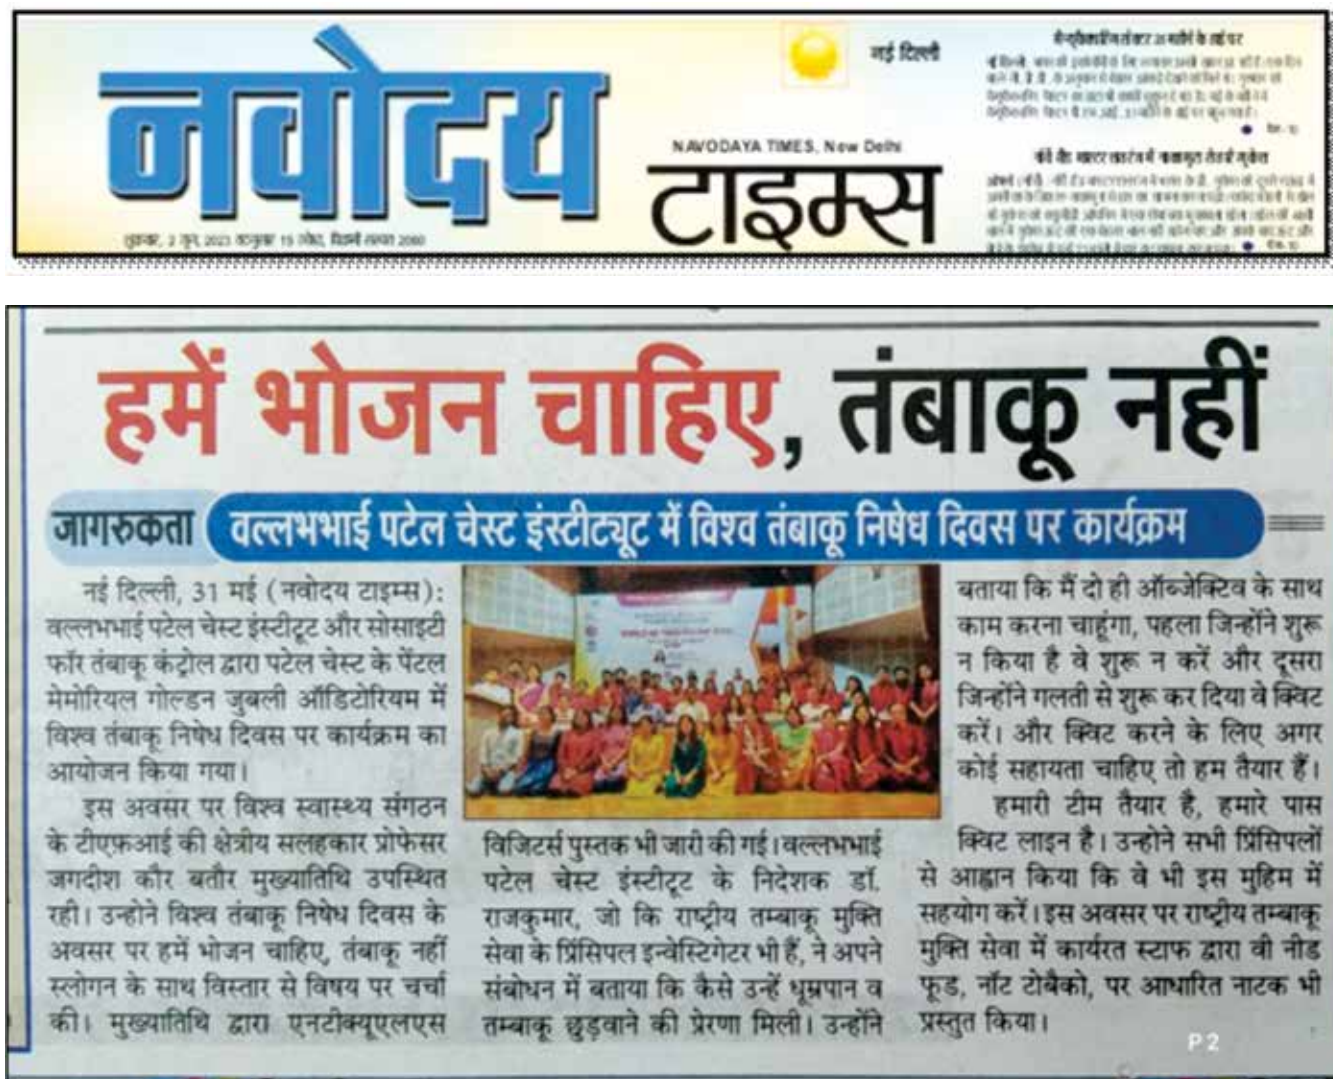 नवोदय
टाइम्स
NAVODAYA TIMES, New Delhi
नई दिल्ली
शुक्रवार, 2 जून, 2023
हमें भोजन चाहिए, तंबाकू नहीं
जागरुकता
वल्लभभाई पटेल चेस्ट इंस्टीट्यूट में विश्व तंबाकू निषेध दिवस पर कार्यक्रम
नई दिल्ली, 31 मई (नवोदय टाइम्स):
वल्लभभाई पटेल चेस्ट इंस्टीटूट और सोसाइटी
फॉर तंबाकू कंट्रोल द्वारा पटेल चेस्ट के पेंटल
मेमोरियल गोल्डन जुबली ऑडिटोरियम में
विश्व तंबाकू निषेध दिवस पर कार्यक्रम का
आयोजन किया गया।
इस अवसर पर विश्व स्वास्थ्य संगठन
के टीएफ़आई की क्षेत्रीय सलहकार प्रोफेसर
जगदीश कौर बतौर मुख्यातिथि उपस्थित
रही। उन्होने विश्व तंबाकू निषेध दिवस के
अवसर पर हमें भोजन चाहिए, तंबाकू नहीं
स्लोगन के साथ विस्तार से विषय पर चर्चा
की। मुख्यातिथि द्वारा एनटीक्यूएलएस
विजिटर्स पुस्तक भी जारी की गई। वल्लभभाई
पटेल चेस्ट इंस्टीटूट के निदेशक डॉ.
राजकुमार, जो कि राष्ट्रीय तम्बाकू मुक्ति
सेवा के प्रिंसिपल इन्वेस्टिगेटर भी हैं, ने अपने
संबोधन में बताया कि कैसे उन्हें धूम्रपान व
तम्बाकू छुड़वाने की प्रेरणा मिली। उन्होंने
बताया कि मैं दो ही ऑब्जेक्टिव के साथ
काम करना चाहूंगा, पहला जिन्होंने शुरू
न किया है वे शुरू न करें और दूसरा
जिन्होंने गलती से शुरू कर दिया वे क्विट
करें। और क्विट करने के लिए अगर
कोई सहायता चाहिए तो हम तैयार हैं।
हमारी टीम तैयार है, हमारे पास
क्विट लाइन है। उन्होने सभी प्रिंसिपलों
से आह्वान किया कि वे भी इस मुहिम में
सहयोग करें। इस अवसर पर राष्ट्रीय तम्बाकू
मुक्ति सेवा में कार्यरत स्टाफ द्वारा वी नीड
फूड, नॉट टोबैको, पर आधारित नाटक भी
प्रस्तुत किया।
P 2